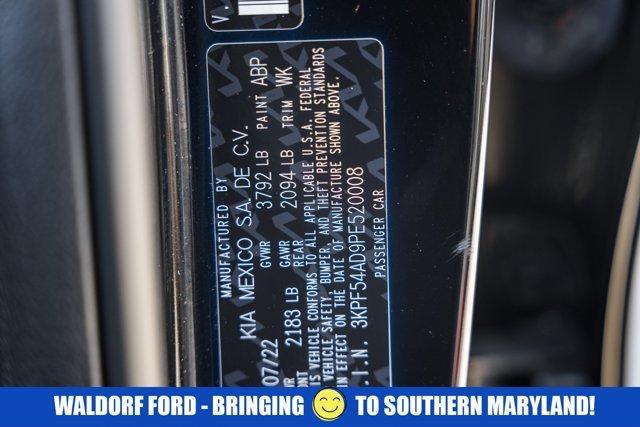 V.
MANUFACTURED BY
KIA MEXICO S.A. DE C.V.
07/22 GVWR 3792 LB PAINT ABP
GAWR
2183 LB REAR 2094 LB TRIM WK
VEHICLE CONFORMS TO ALL APPLICABLE U.S.A. FEDERAL
VEHICLE SAFETY, BUMPER, AND THEFT PREVENTION STANDARDS
IN EFFECT ON THE DATE OF MANUFACTURE SHOWN ABOVE.
.I.N. 3KPF54AD9PE520008
PASSENGER CAR
WALDORF FORD - BRINGING 😊 TO SOUTHERN MARYLAND!